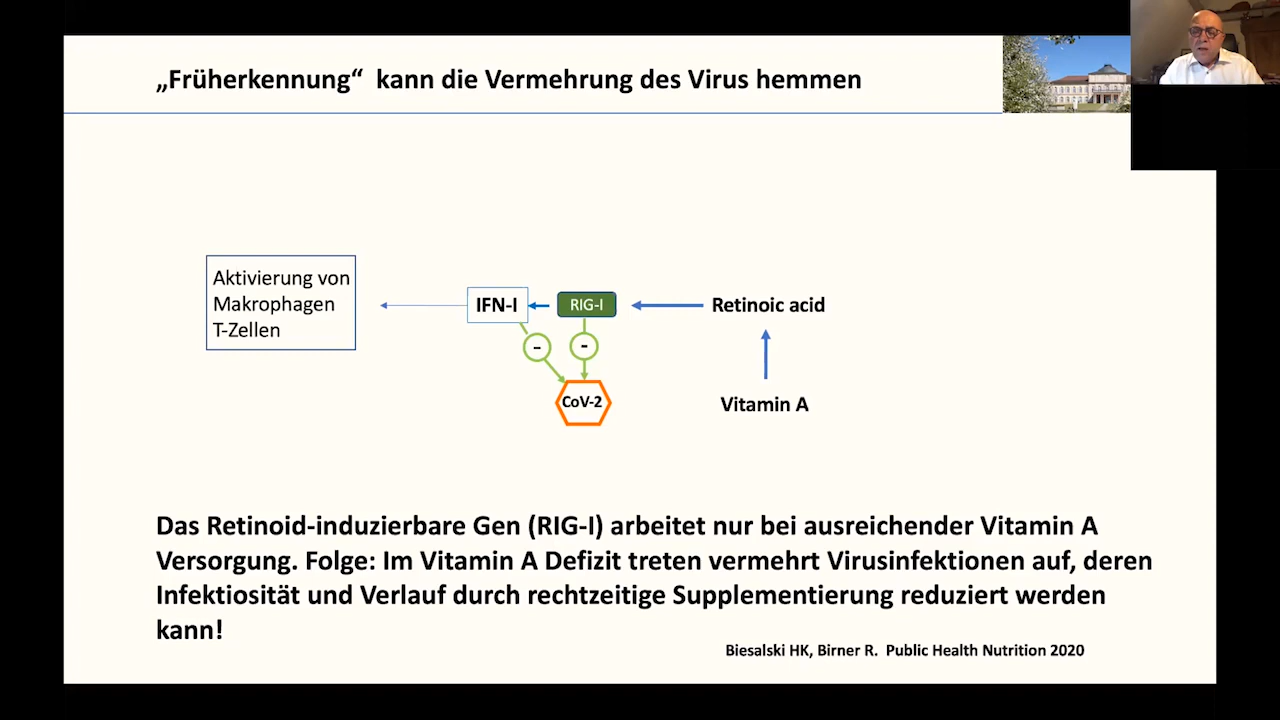 „Früherkennung“ kann die Vermehrung des Virus hemmen
Aktivierung von
Makrophagen
T-Zellen
IFN-I
RIG-I
Retinoic acid
-
-
CoV-2
Vitamin A
Das Retinoid-induzierbare Gen (RIG-I) arbeitet nur bei ausreichender Vitamin A
Versorgung. Folge: Im Vitamin A Defizit treten vermehrt Virusinfektionen auf, deren
Infektiosität und Verlauf durch rechtzeitige Supplementierung reduziert werden
kann!
Biesalski HK, Birner R. Public Health Nutrition 2020